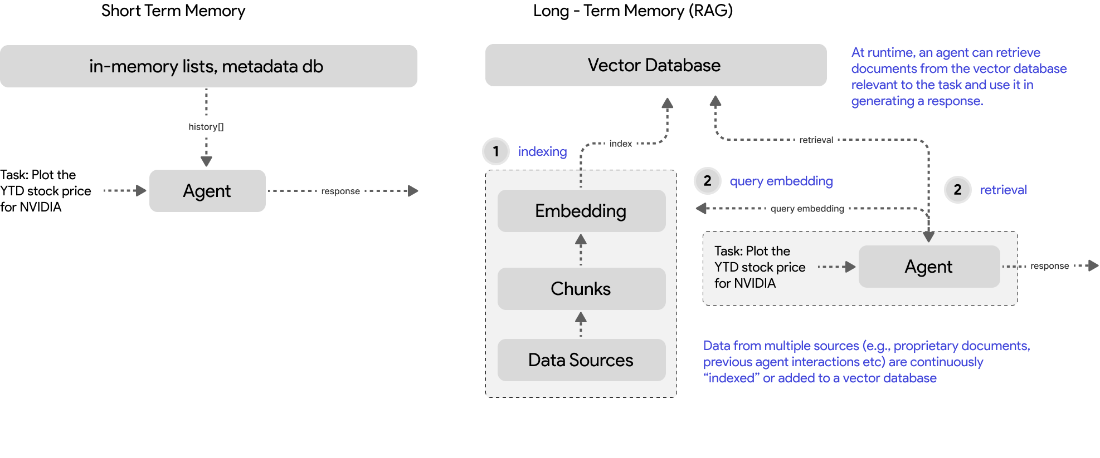 Short Term Memory
in-memory lists, metadata db
history[]
Task: Plot the
YTD stock price
for NVIDIA
Agent
response
Long - Term Memory (RAG)
Vector Database
At runtime, an agent can retrieve
documents from the vector database
relevant to the task and use it in
generating a response.
1 indexing
index
retrieval
Embedding
Chunks
Data Sources
2 query embedding
2 retrieval
query embedding
Task: Plot the
YTD stock price
for NVIDIA
Agent
response
Data from multiple sources (e.g., proprietary documents,
previous agent interactions etc) are continuously
“indexed” or added to a vector database